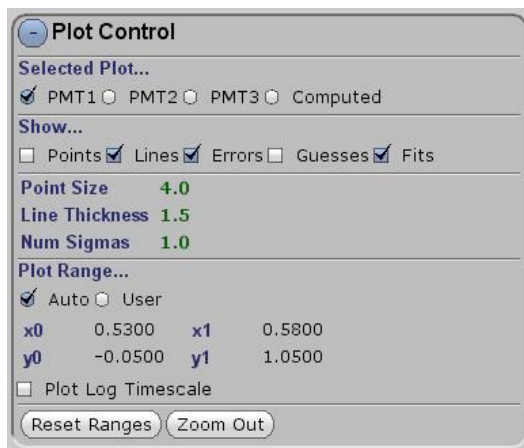 - Plot Control
Selected Plot...
PMT1 PMT2 PMT3 Computed
Show...
Points Lines Errors Guesses Fits
Point Size 4.0
Line Thickness 1.5
Num Sigmas 1.0
Plot Range...
Auto User
x0 0.5300 x1 0.5800
y0 -0.0500 y1 1.0500
Plot Log Timescale
Reset Ranges Zoom Out